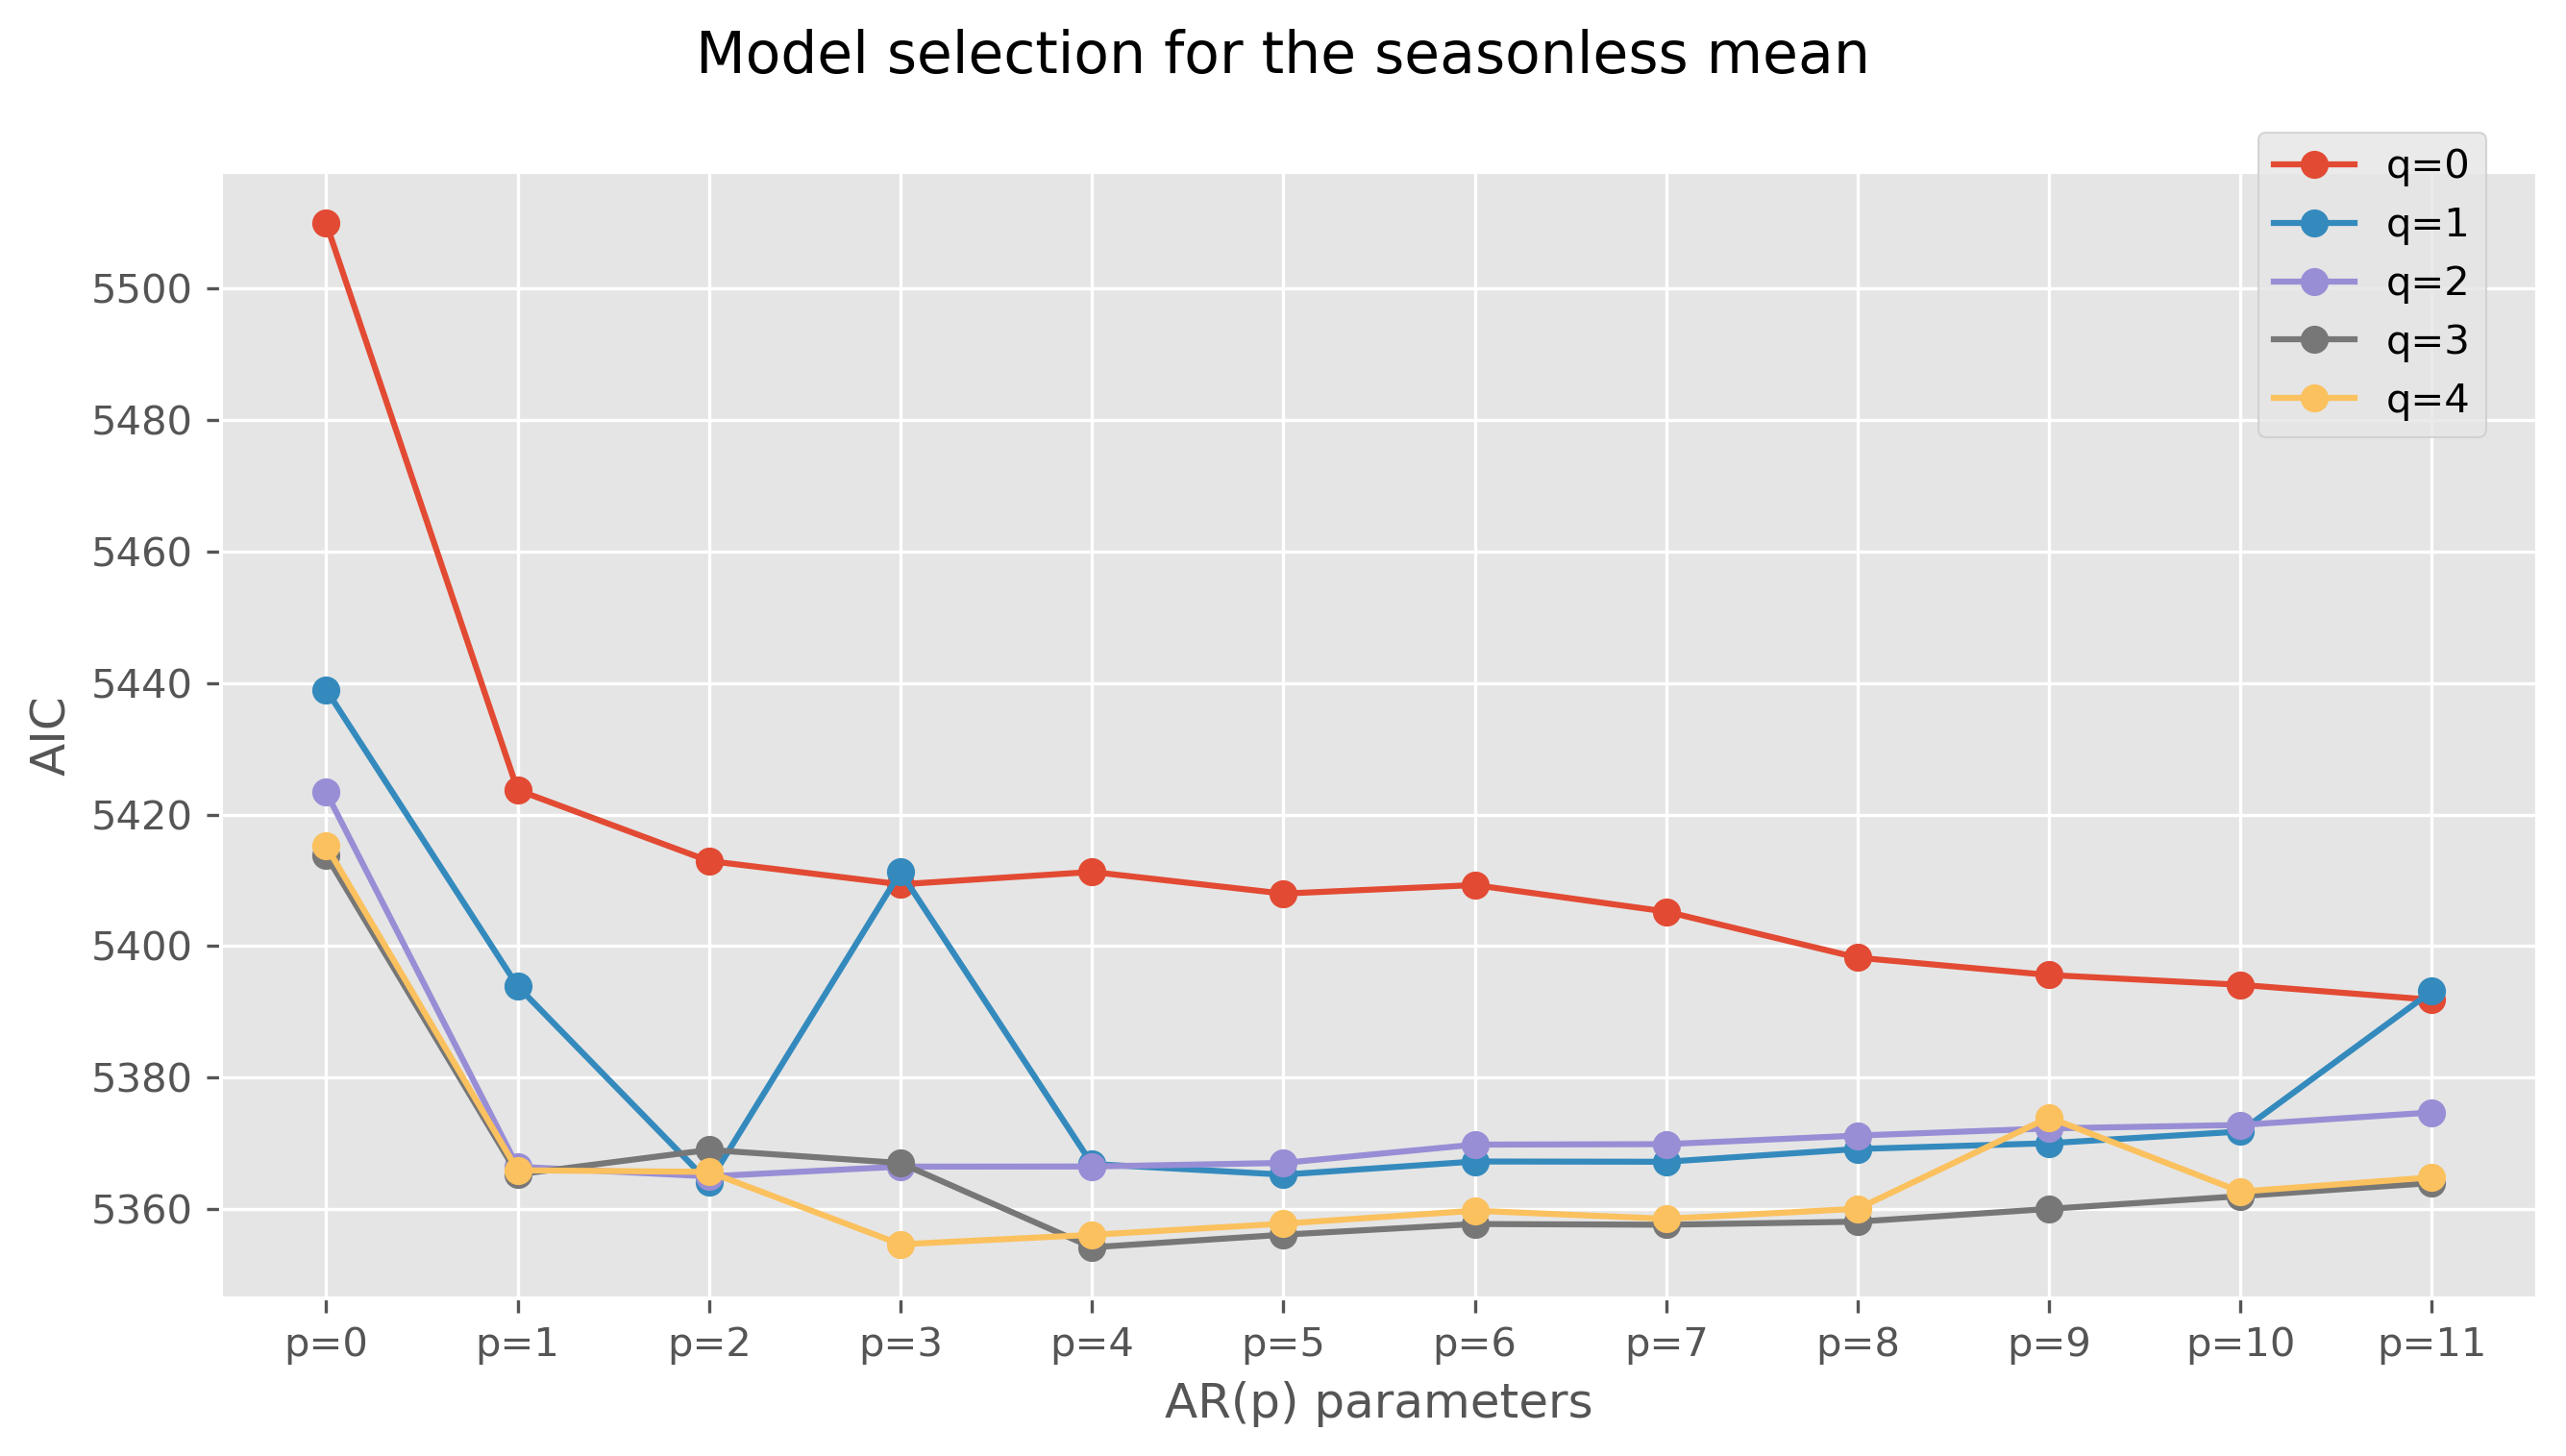 Model selection for the seasonless mean
q=0
q=1
q=2
q=3
q=4
AIC
5500
5480
5460
5440
5420
5400
5380
5360
p=0 p=1 p=2 p=3 p=4 p=5 p=6 p=7 p=8 p=9 p=10 p=11
AR(p) parameters